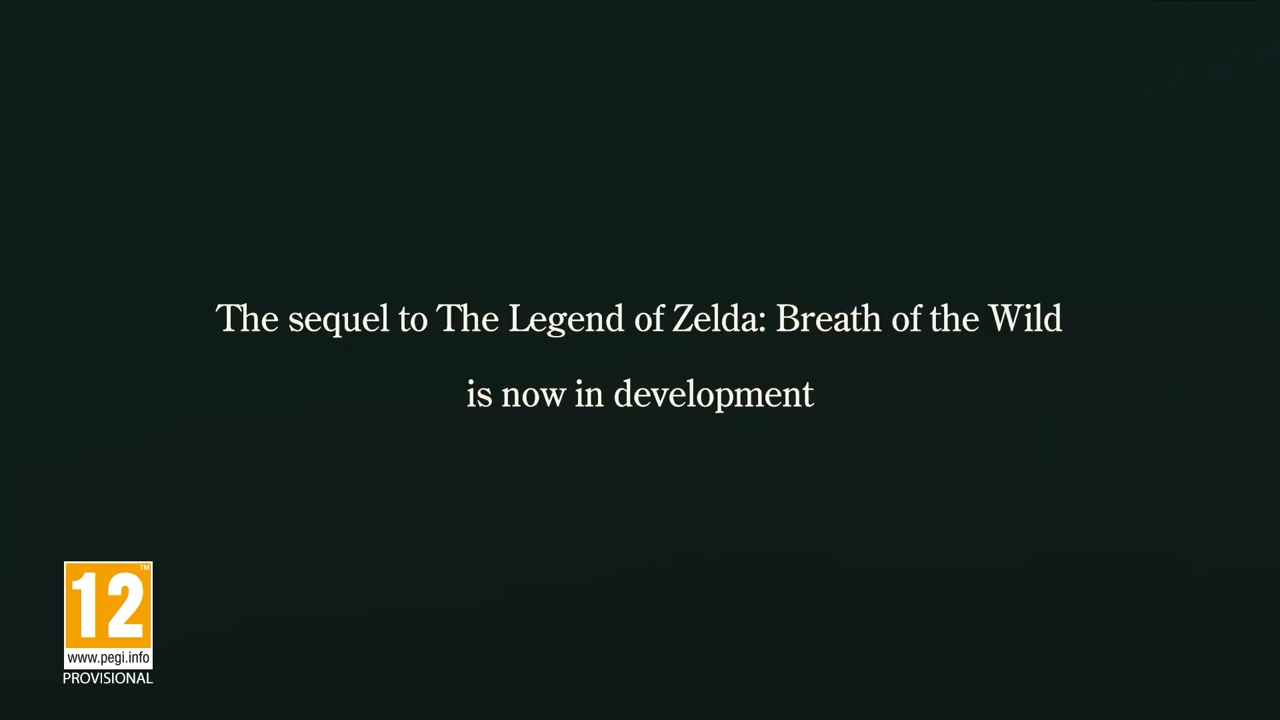 The sequel to The Legend of Zelda: Breath of the Wild
is now in development
12™
www.pegi.info
PROVISIONAL